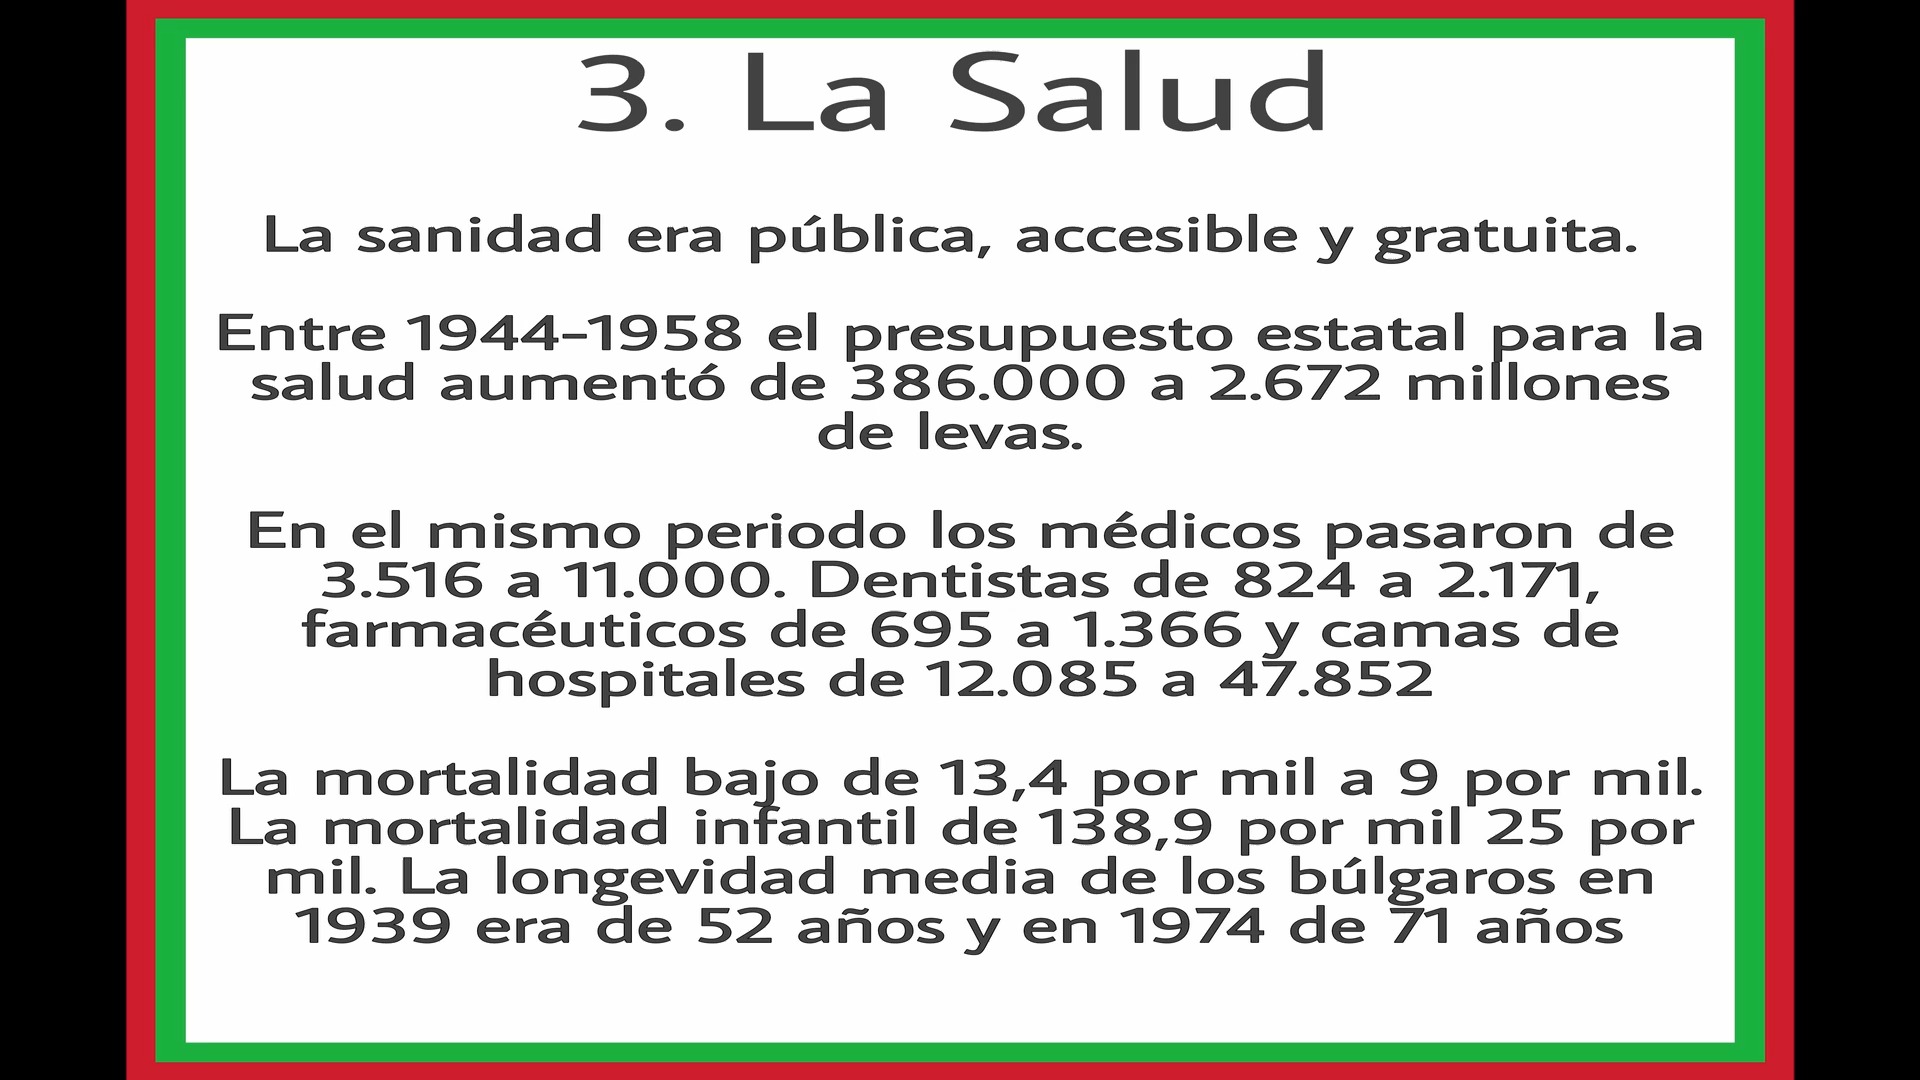 3. La Salud
La sanidad era pública, accesible y gratuita.
Entre 1944-1958 el presupuesto estatal para la
salud aumentó de 386.000 a 2.672 millones
de levas.
En el mismo periodo los médicos pasaron de
3.516 a 11.000. Dentistas de 824 a 2.171,
farmacéuticos de 695 a 1.366 y camas de
hospitales de 12.085 a 47.852
La mortalidad bajo de 13,4 por mil a 9 por mil.
La mortalidad infantil de 138,9 por mil 25 por
mil. La longevidad media de los búlgaros en
1939 era de 52 años y en 1974 de 71 años